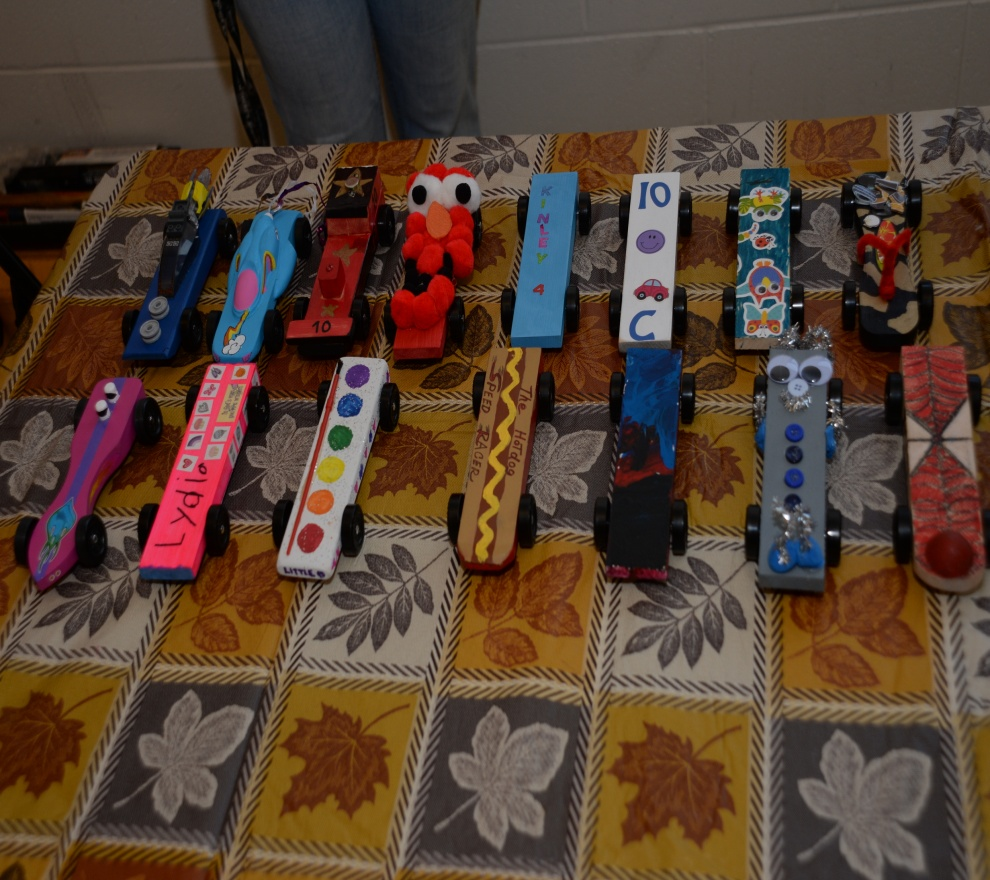 10
KINLEY
4
10
C
Lydia
LITTLE
The Hotdog
SPEED RACER